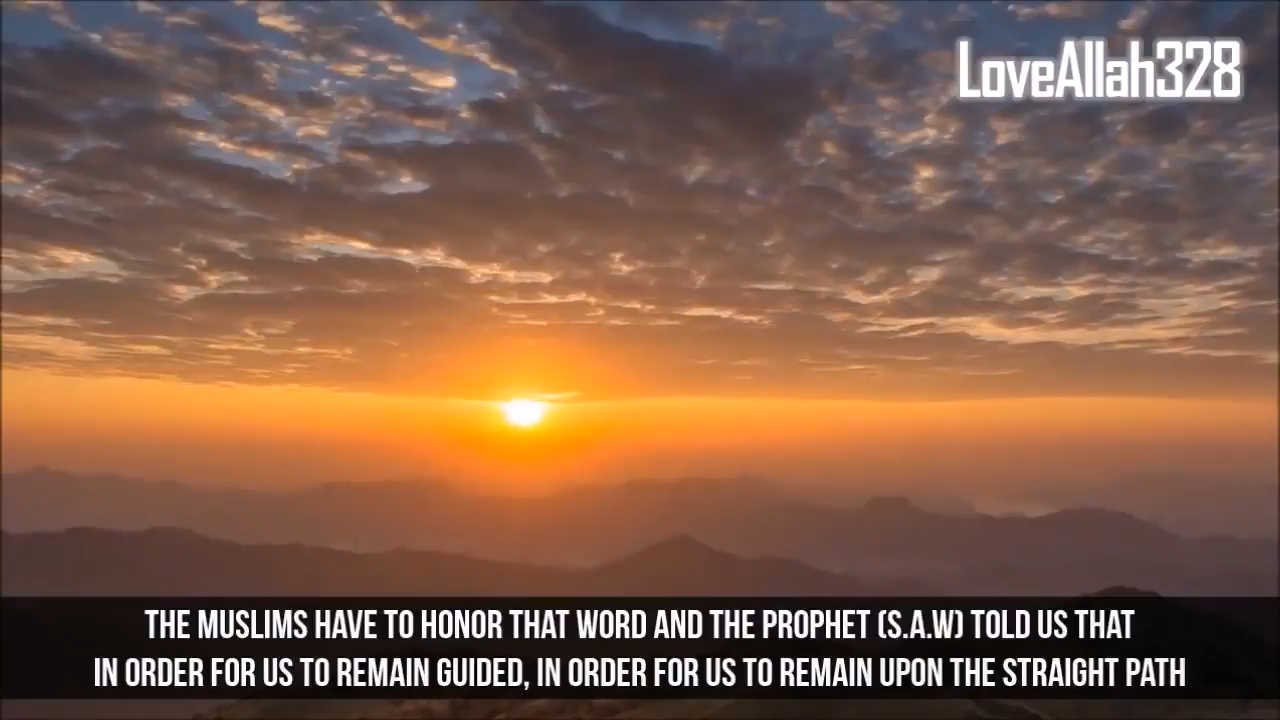 LoveAllah328
THE MUSLIMS HAVE TO HONOR THAT WORD AND THE PROPHET (S.A.W) TOLD US THAT
IN ORDER FOR US TO REMAIN GUIDED, IN ORDER FOR US TO REMAIN UPON THE STRAIGHT PATH